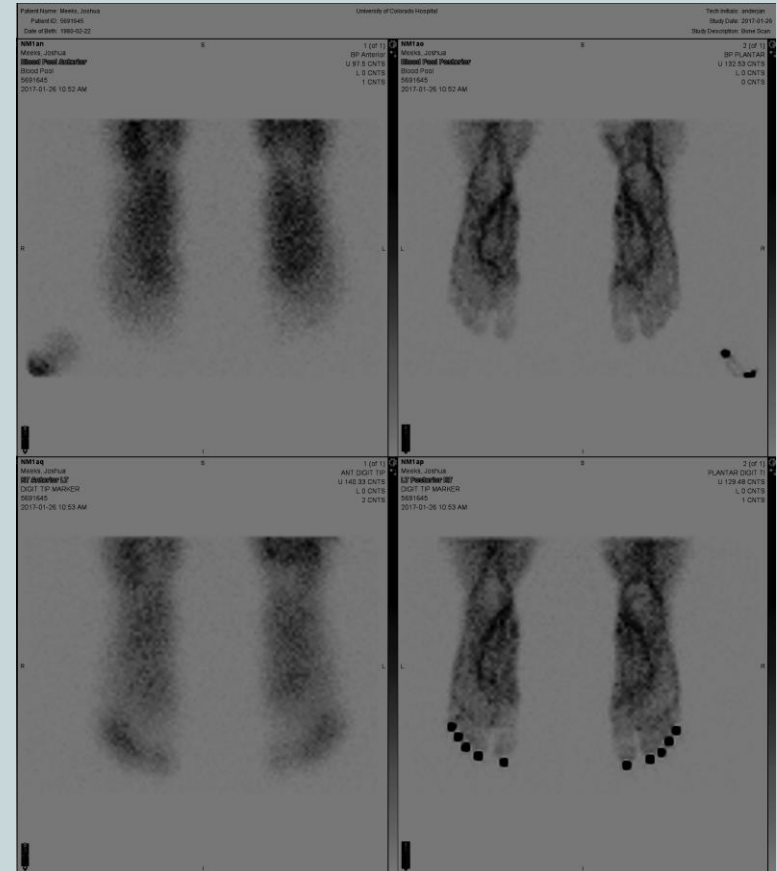 Patient Name: Meeks, Joshua
Patient ID: 5691645
Date of Birth: 1980-02-22
University of Colorado Hospital
Tech Initials: anderjan
Study Date: 2017-01-26
Study Description: Bone Scan
NM1an
Meeks, Joshua
Blood Pool Anterior
Blood Pool
5691645
2017-01-26 10:52 AM
S
1 (of 1)
BP Anterior
U 97.5 CNTS
L 0 CNTS
1 CNTS
R
L
I
NM1ao
Meeks, Joshua
Blood Pool Posterior
Blood Pool
5691645
2017-01-26 10:52 AM
S
2 (of 1)
BP PLANTAR
U 132.53 CNTS
L 0 CNTS
0 CNTS
L
R
I
NM1aq
Meeks, Joshua
RT Anterior LT
DIGIT TIP MARKER
5691645
2017-01-26 10:53 AM
S
1 (of 1)
ANT DIGIT TIP
U 140.33 CNTS
L 0 CNTS
2 CNTS
R
L
I
NM1ap
Meeks, Joshua
LT Posterior RT
DIGIT TIP MARKER
5691645
2017-01-26 10:53 AM
S
2 (of 1)
PLANTAR DIGIT TI
U 129.48 CNTS
L 0 CNTS
1 CNTS
L
R
I